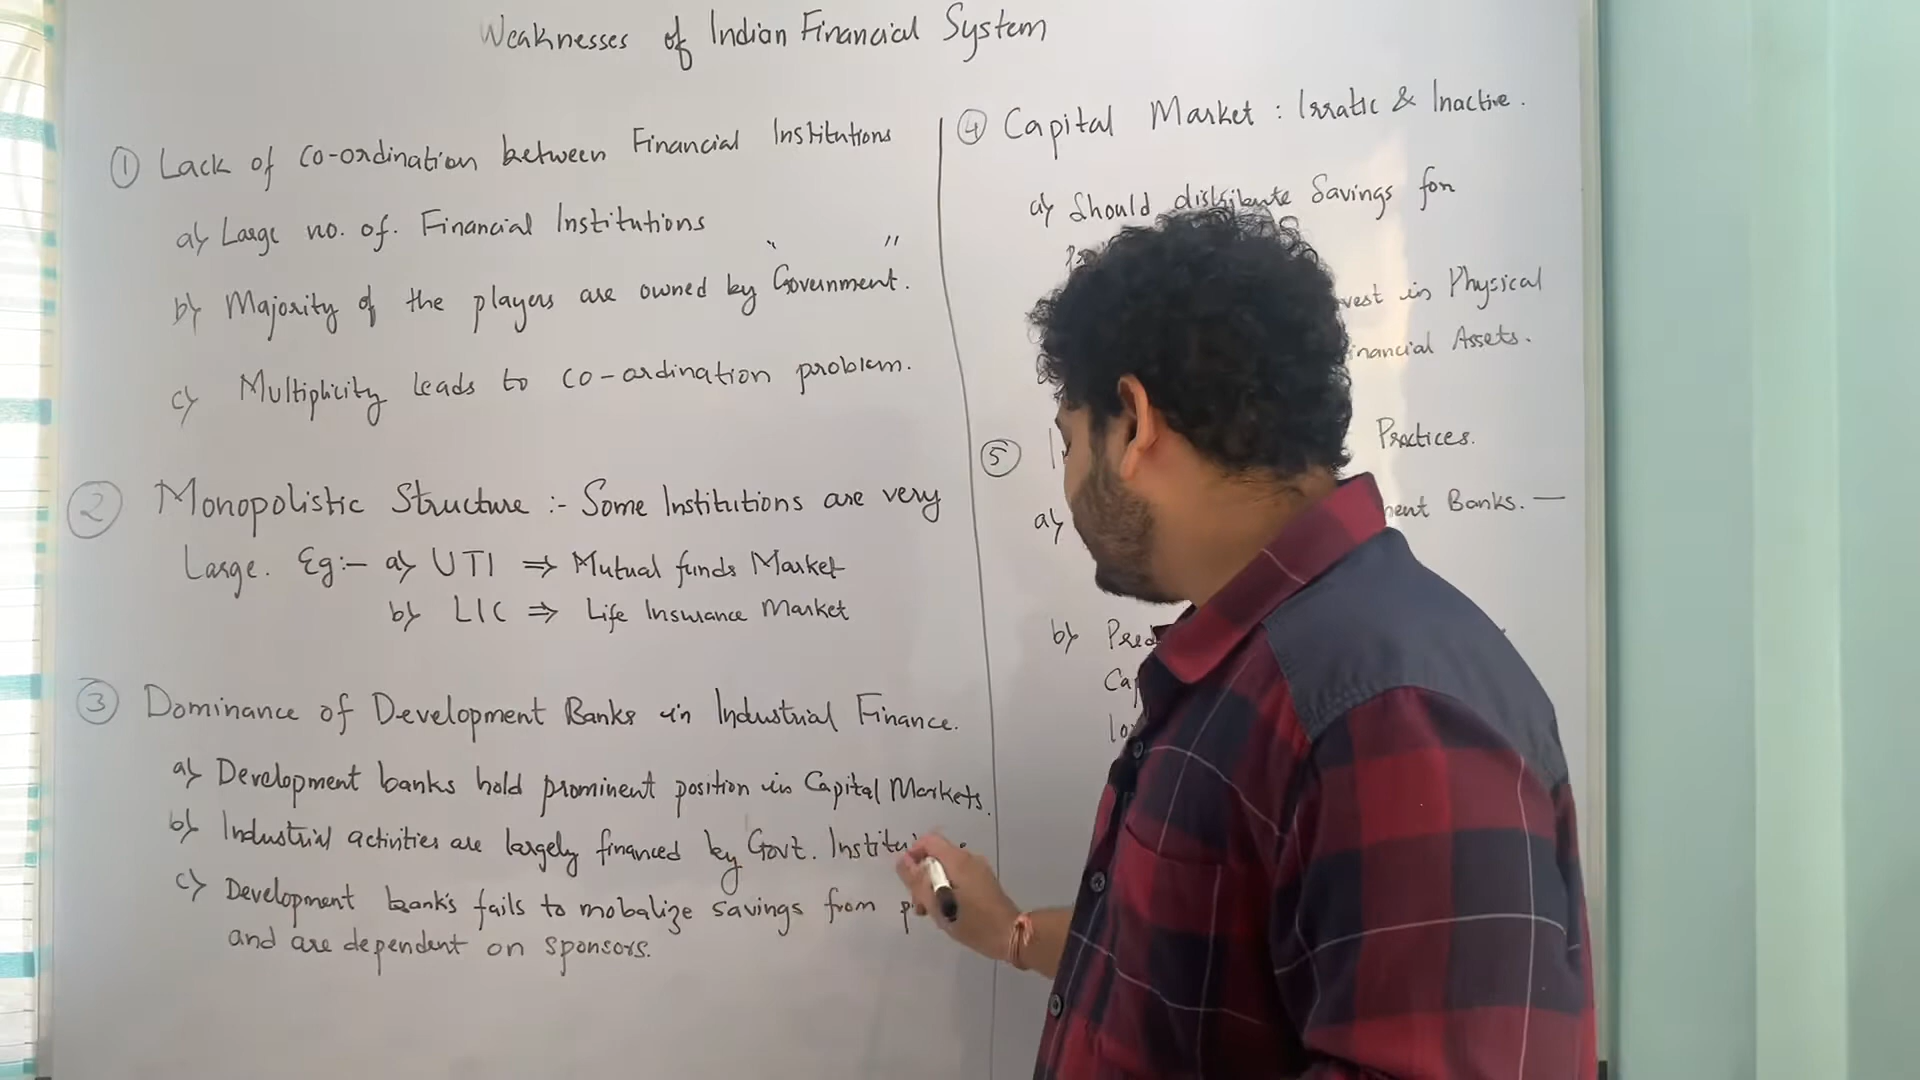 Weaknesses of Indian Financial System
① Lack of co-ordination between Financial Institutions
a) Large no. of. Financial Institutions
b) Majority of the players are owned by "Government".
c) Multiplicity leads to co-ordination problem.
② Monopolistic Structure :- Some Institutions are very
Large. Eg:- a) UTI ⇒ Mutual funds Market
b) LIC ⇒ Life Insurance Market
③ Dominance of Development Banks in Industrial Finance.
a) Development banks hold prominent position in Capital Markets.
b) Industrial activities are largely financed by Govt.
c) Development banks fails to mobalize savings from
and are dependent on sponsors.
④ Capital Market : Irratic & Inactive.
a) Should distribute Savings for
in Physical
Assets.
⑤
Practices.
a)
Banks. —
b)